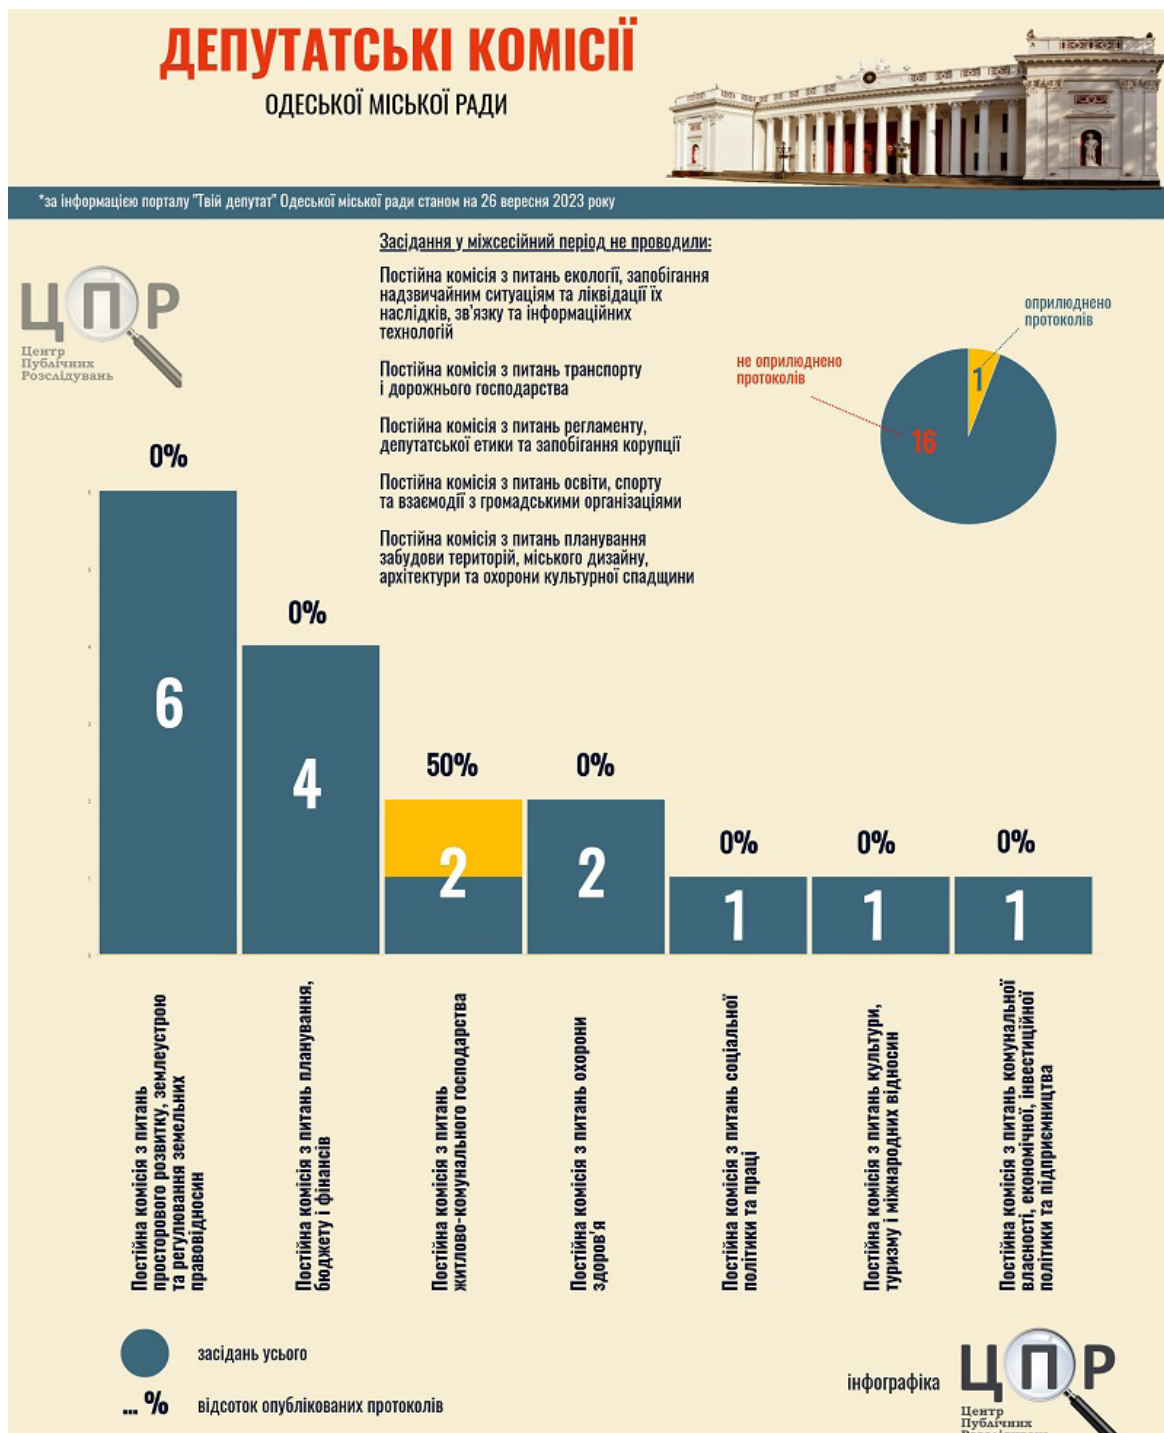 ДЕПУТАТСЬКІ КОМІСІЇ
ОДЕСЬКОЇ МІСЬКОЇ РАДИ
*за інформацією порталу "Твій депутат" Одеської міської ради станом на 26 вересня 2023 року
ЦПР
Центр
Публічних
Розслідувань
Засідання у міжсесійний період не проводили:
Постійна комісія з питань екології, запобігання
надзвичайним ситуаціям та ліквідації їх
наслідків, зв'язку та інформаційних
технологій
Постійна комісія з питань транспорту
і дорожнього господарства
Постійна комісія з питань регламенту,
депутатської етики та запобігання корупції
Постійна комісія з питань освіти, спорту
та взаємодії з громадськими організаціями
Постійна комісія з питань планування
забудови територій, міського дизайну,
архітектури та охорони культурної спадщини
оприлюднено
протоколів
1
не оприлюднено
протоколів
16
0%
0%
50%
0%
0%
0%
0%
6
5
4
3
2
1
0
6
4
2
2
1
1
1
Постійна комісія з питань
просторового розвитку, землеустрою
та регулювання земельних
правовідносин
Постійна комісія з питань планування,
бюджету і фінансів
Постійна комісія з питань
житлово-комунального господарства
Постійна комісія з питань охорони
здоров'я
Постійна комісія з питань соціальної
політики та праці
Постійна комісія з питань культури,
туризму і міжнародних відносин
Постійна комісія з питань комунальної
власності, економічної, інвестиційної
політики та підприємництва
засідань усього
... % відсоток опублікованих протоколів
інфографіка
ЦПР
Центр
Публічних